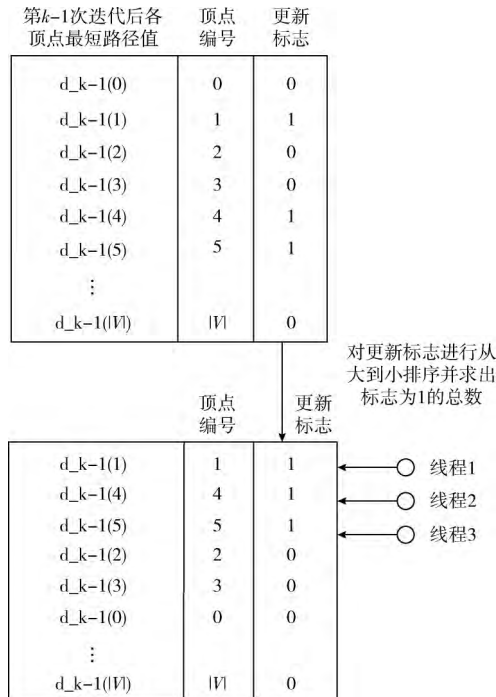 第k-1次迭代后各 顶点 更新
顶点最短路径值 编号 标志
d_k-1(0) 0 0
d_k-1(1) 1 1
d_k-1(2) 2 0
d_k-1(3) 3 0
d_k-1(4) 4 1
d_k-1(5) 5 1
⋮
d_k-1(|V|) |V| 0
对更新标志进行从
大到小排序并求出
标志为1的总数
顶点 更新
编号 标志
d_k-1(1) 1 1 线程1
d_k-1(4) 4 1 线程2
d_k-1(5) 5 1 线程3
d_k-1(2) 2 0
d_k-1(3) 3 0
d_k-1(0) 0 0
⋮
d_k-1(|V|) |V| 0